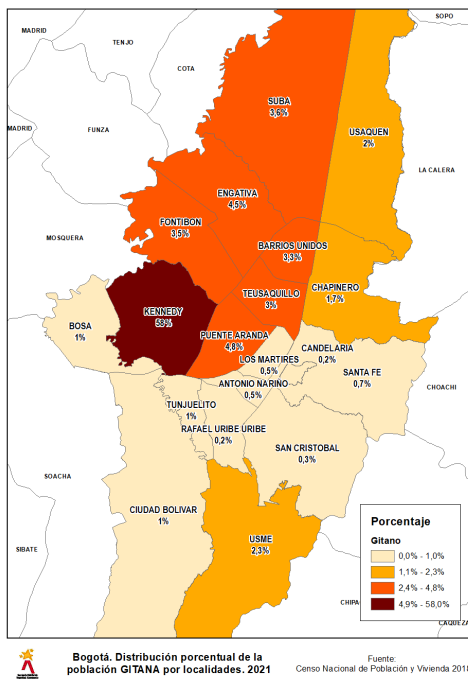 SOPO
MADRID
TENJO
COTA
SUBA
3,6%
USAQUEN
2%
MADRID
FUNZA
LA CALERA
ENGATIVA
4,5%
FONTIBON
3,5%
MOSQUERA
BARRIOS UNIDOS
3,3%
CHAPINERO
1,7%
TEUSAQUILLO
3%
KENNEDY
58%
BOSA
1%
PUENTE ARANDA
4,8%
CANDELARIA
0,2%
LOS MARTIRES
0,5%
SANTA FE
0,7%
ANTONIO NARIÑO
0,5%
CHOACHI
TUNJUELITO
1%
RAFAEL URIBE URIBE
0,2%
SAN CRISTOBAL
0,3%
SOACHA
CIUDAD BOLIVAR
1%
USME
2,3%
SIBATE
Porcentaje
Gitano
0,0% - 1,0%
1,1% - 2,3%
2,4% - 4,8%
4,9% - 58,0%
CHIPA
CAQUEZA
Bogotá. Distribución porcentual de la
población GITANA por localidades. 2021
Fuente:
Censo Nacional de Población y Vivienda 2018